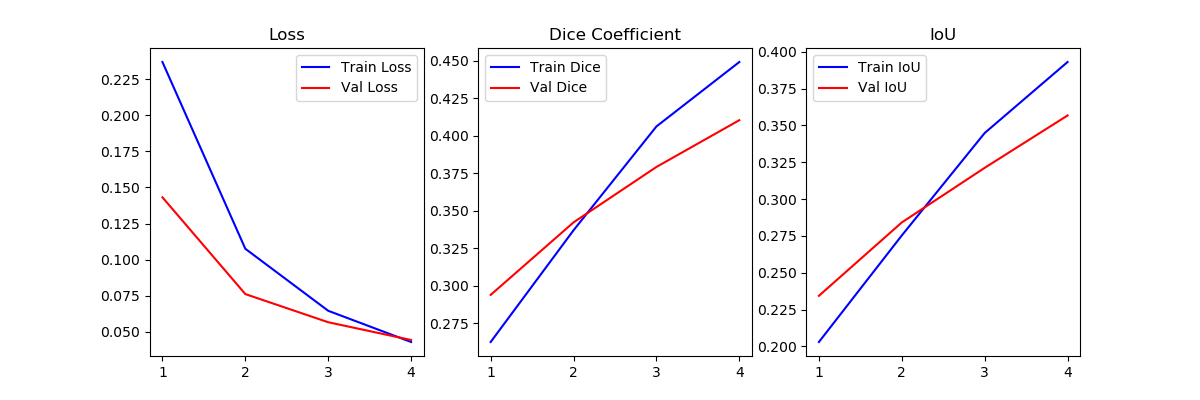 Loss
Train Loss
Val Loss
0.225
0.200
0.175
0.150
0.125
0.100
0.075
0.050
1 2 3 4
Dice Coefficient
Train Dice
Val Dice
0.450
0.425
0.400
0.375
0.350
0.325
0.300
0.275
1 2 3 4
IoU
Train IoU
Val IoU
0.400
0.375
0.350
0.325
0.300
0.275
0.250
0.225
0.200
1 2 3 4